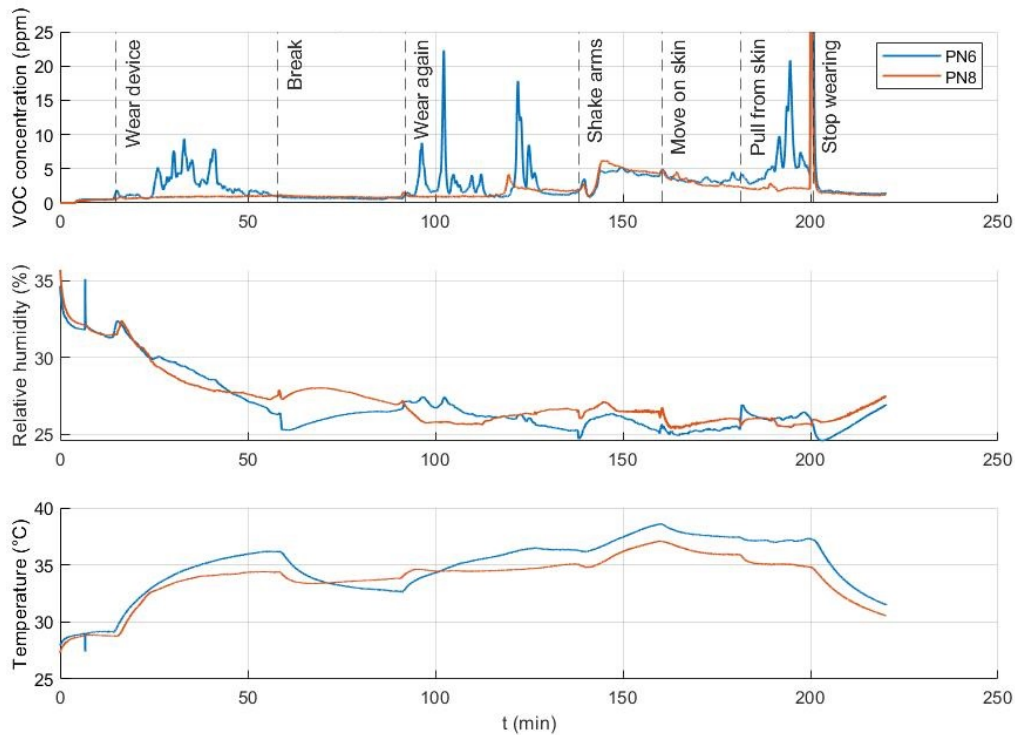 VOC concentration (ppm)
25
20
15
10
5
0
Wear device
Break
Wear again
Shake arms
Move on skin
Pull from skin
Stop wearing
PN6
PN8
0 50 100 150 200 250
Relative humidity (%)
35
30
25
0 50 100 150 200 250
Temperature (°C)
40
35
30
25
0 50 100 150 200 250
t (min)